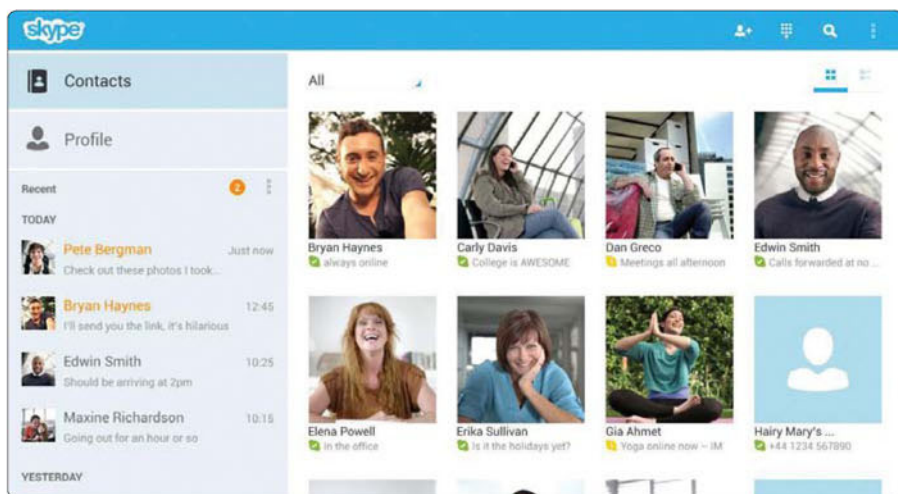 skype
Contacts
Profile
Recent
2
TODAY
Pete Bergman
Just now
Check out these photos I took...
Bryan Haynes
12:45
I'll send you the link, it's hilarious
Edwin Smith
10:25
Should be arriving at 2pm
Maxine Richardson
10:15
Going out for an hour or so
YESTERDAY
All
Bryan Haynes
always online
Carly Davis
College is AWESOME
Dan Greco
Meetings all afternoon
Edwin Smith
Calls forwarded at no ...
Elena Powell
in the office
Erika Sullivan
Is it the holidays yet?
Gia Ahmet
Yoga online now – IM
Hairy Mary's ...
+44 1234 567890